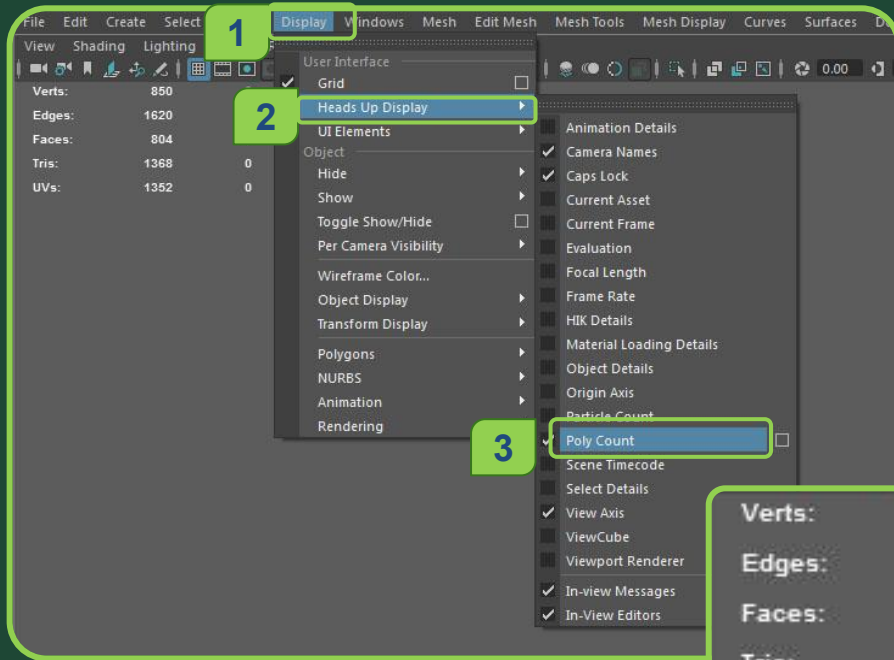 File Edit Create Select Display Windows Mesh Edit Mesh Mesh Tools Mesh Display Curves Surfaces
View Shading Lighting
0.00
Verts: 850
Edges: 1620
Faces: 804
Tris: 1368 0
UVs: 1352 0
1
2
3
User Interface
Grid
Heads Up Display
UI Elements
Object
Hide
Show
Toggle Show/Hide
Per Camera Visibility
Wireframe Color...
Object Display
Transform Display
Polygons
NURBS
Animation
Rendering
Animation Details
Camera Names
Caps Lock
Current Asset
Current Frame
Evaluation
Focal Length
Frame Rate
HIK Details
Material Loading Details
Object Details
Origin Axis
Particle Count
Poly Count
Scene Timecode
Select Details
View Axis
ViewCube
Viewport Renderer
In-view Messages
In-View Editors
Verts:
Edges:
Faces: